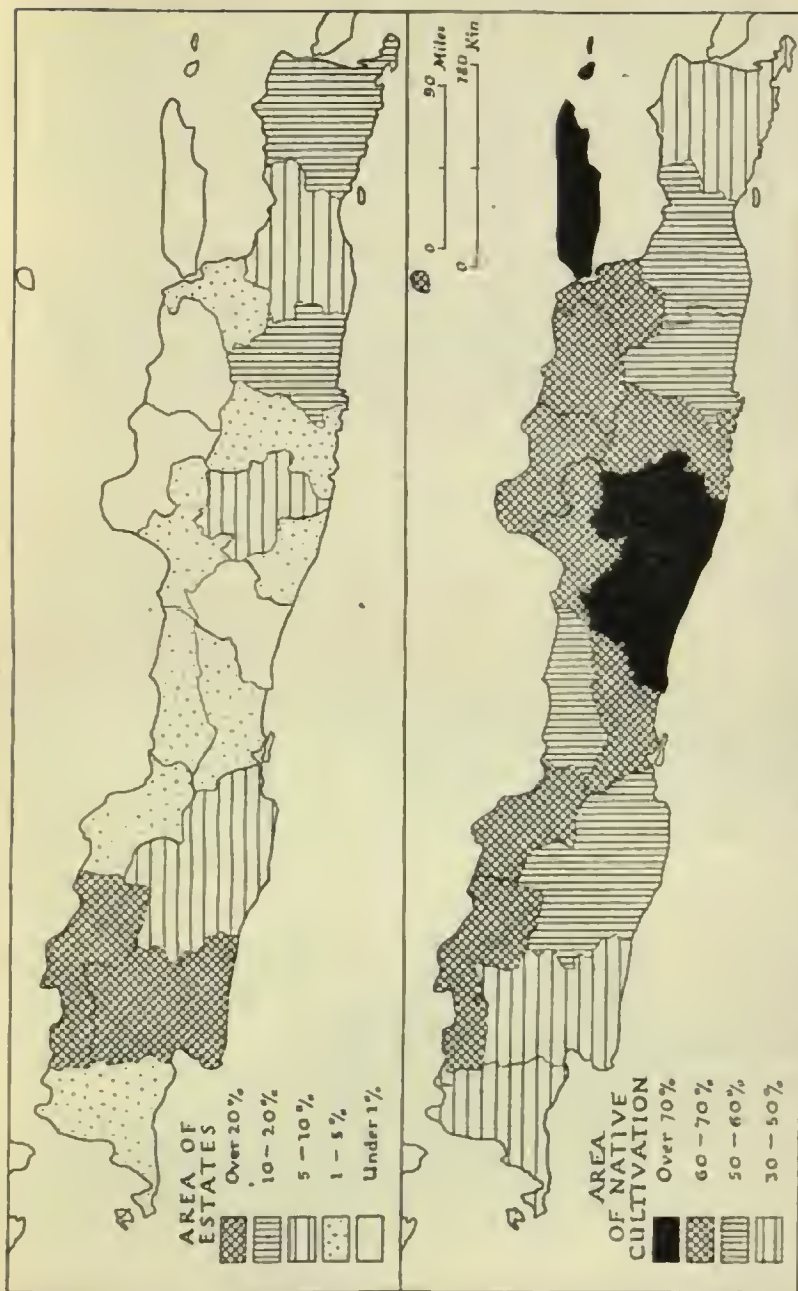 AREA OF
ESTATES
Over 20%
10–20%
5–10%
1–5%
Under 1%
AREA
OF NATIVE
CULTIVATION
Over 70%
60–70%
50–60%
30–50%
0 90 Miles
0 180 Km